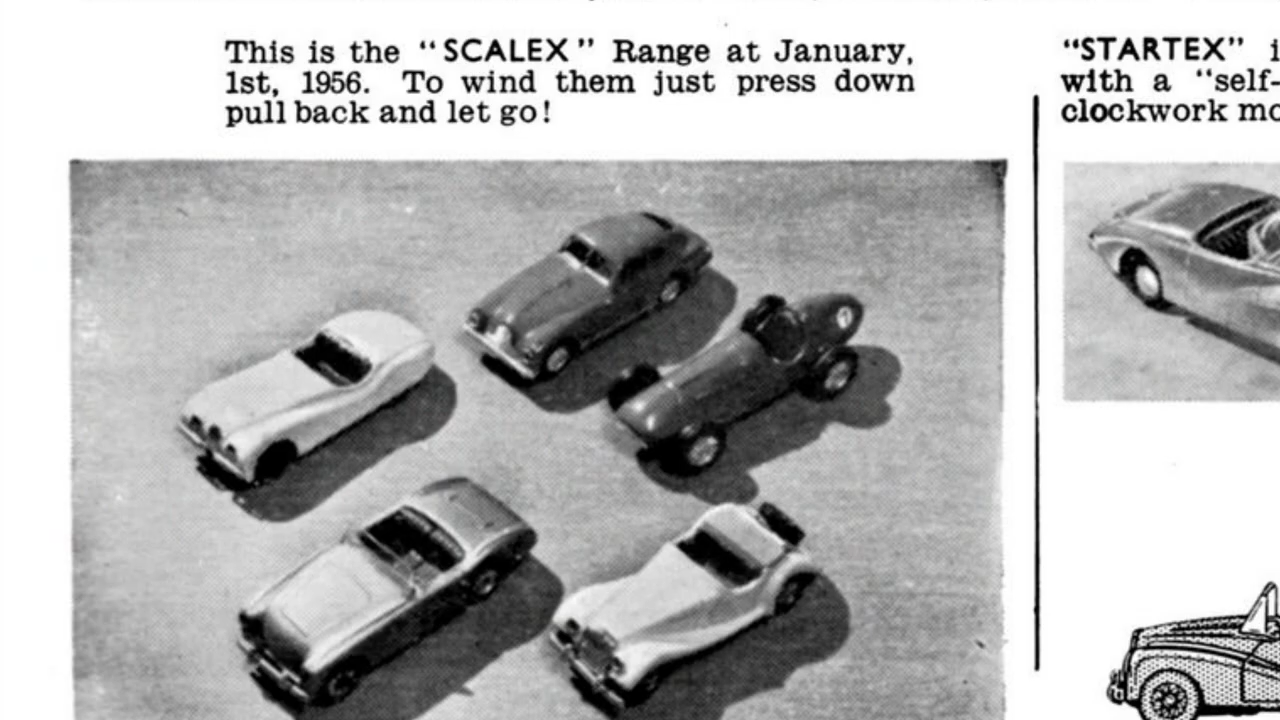 This is the "SCALEX" Range at January,
1st, 1956. To wind them just press down
pull back and let go!
"STARTEX" i
with a "self-
clockwork mo